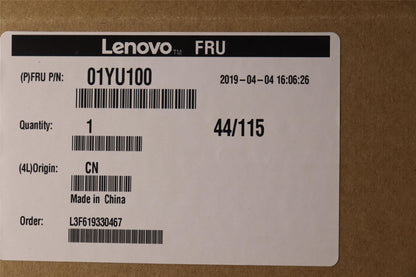 Lenovo™ FRU
(P)FRU P/N: 01YU100 2019-04-04 16:06:26
Quantity: 1 44/115
(4L)Origin: CN
Made in China
Order: L3F619330467